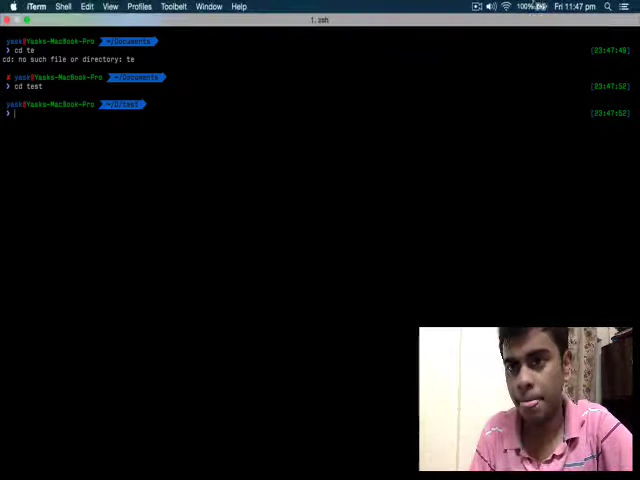 iTerm Shell Edit View Profiles Toolbelt Window Help 100% Fri 11:47 pm
1. zsh
yask@Yasks-MacBook-Pro ~/Documents
❯ cd te [23:47:49]
cd: no such file or directory: te
✗ yask@Yasks-MacBook-Pro ~/Documents
❯ cd test [23:47:52]
yask@Yasks-MacBook-Pro ~/D/test
❯ [23:47:52]